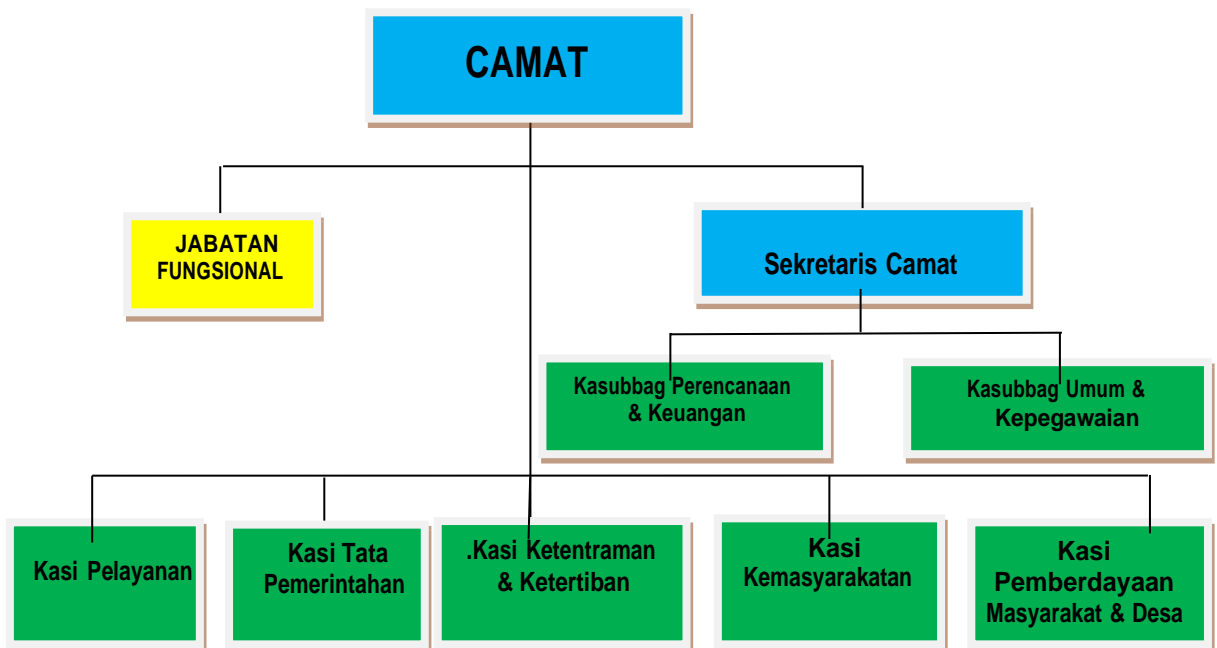 CAMAT
JABATAN
FUNGSIONAL
Sekretaris Camat
Kasubbag Perencanaan
& Keuangan
Kasubbag Umum &
Kepegawaian
Kasi Pelayanan
Kasi Tata
Pemerintahan
.Kasi Ketentraman
& Ketertiban
Kasi
Kemasyarakatan
Kasi
Pemberdayaan
Masyarakat & Desa